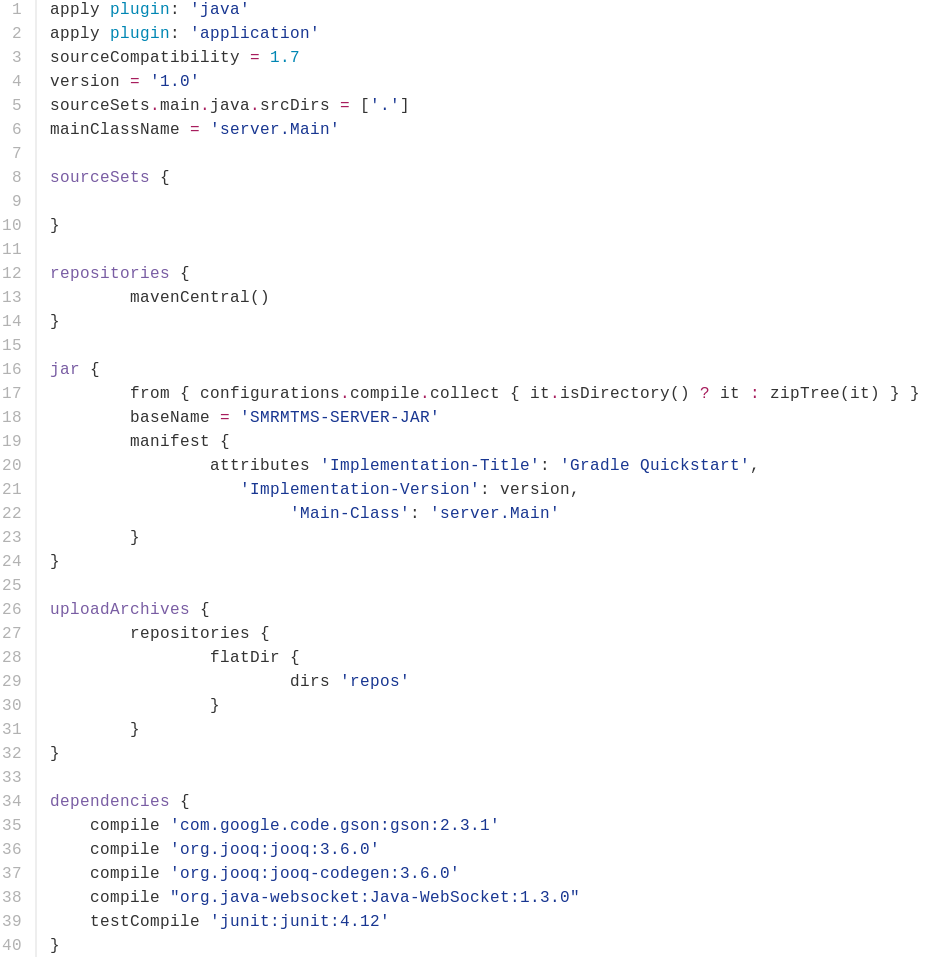 1 apply plugin: 'java'
2 apply plugin: 'application'
3 sourceCompatibility = 1.7
4 version = '1.0'
5 sourceSets.main.java.srcDirs = ['.']
6 mainClassName = 'server.Main'
7
8 sourceSets {
9
10 }
11
12 repositories {
13         mavenCentral()
14 }
15
16 jar {
17         from { configurations.compile.collect { it.isDirectory() ? it : zipTree(it) } }
18         baseName = 'SMRMTMS-SERVER-JAR'
19         manifest {
20                 attributes 'Implementation-Title': 'Gradle Quickstart',
21                    'Implementation-Version': version,
22                         'Main-Class': 'server.Main'
23         }
24 }
25
26 uploadArchives {
27         repositories {
28                 flatDir {
29                         dirs 'repos'
30                 }
31         }
32 }
33
34 dependencies {
35     compile 'com.google.code.gson:gson:2.3.1'
36     compile 'org.jooq:jooq:3.6.0'
37     compile 'org.jooq:jooq-codegen:3.6.0'
38     compile "org.java-websocket:Java-WebSocket:1.3.0"
39     testCompile 'junit:junit:4.12'
40 }